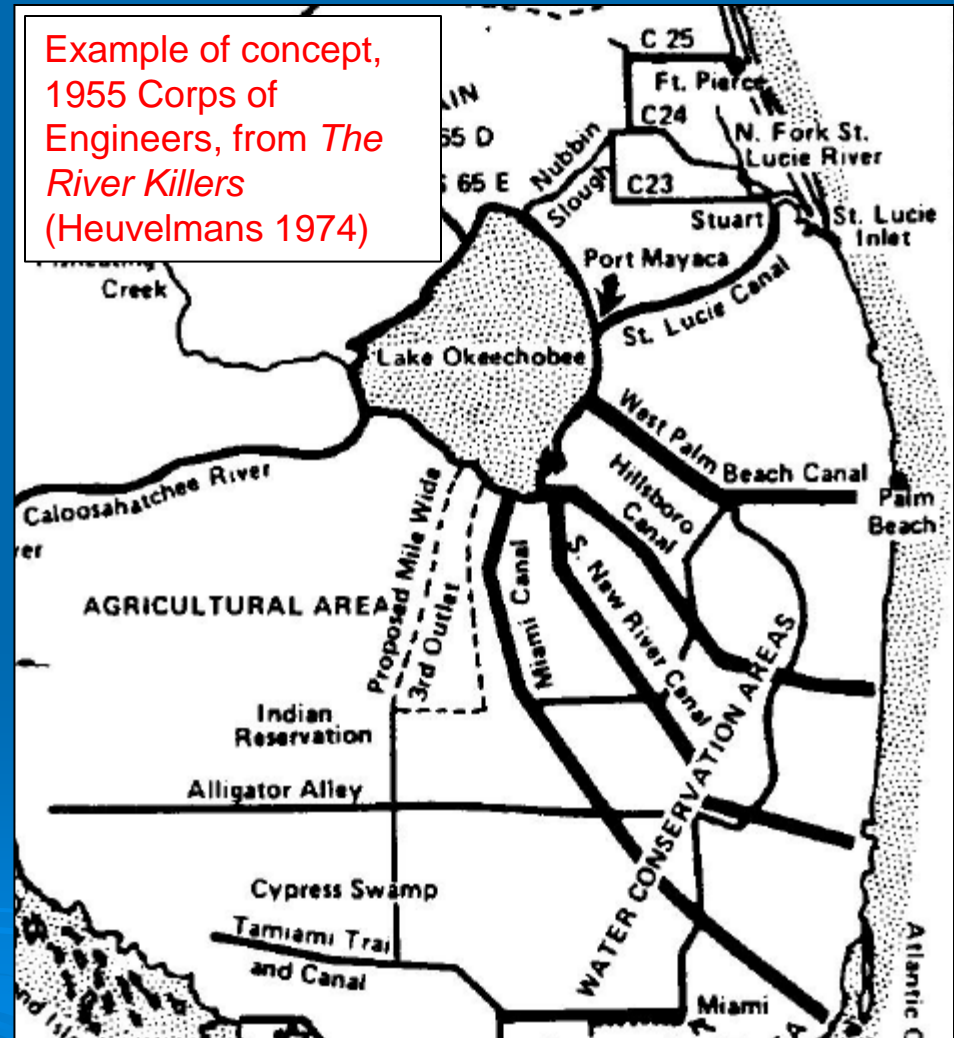 Example of concept,
1955 Corps of
Engineers, from The
River Killers
(Heuvelmans 1974)
C 25
Ft. Pierce
C24
65 D
N. Fork St.
Lucie River
Nubbin
Slough
65 E
C23
Stuart
St. Lucie
Inlet
Port Mayaca
Creek
St. Lucie Canal
Lake Okeechobee
West Palm
Beach Canal
Palm
Beach
Hillsboro
Canal
Caloosahatchee River
Proposed Mile Wide
3rd Outlet
Miami Canal
S. New River Canal
AGRICULTURAL AREA
Indian
Reservation
WATER CONSERVATION AREAS
Alligator Alley
Cypress Swamp
Tamiami Trai
and Canal
Miami
Atlantic